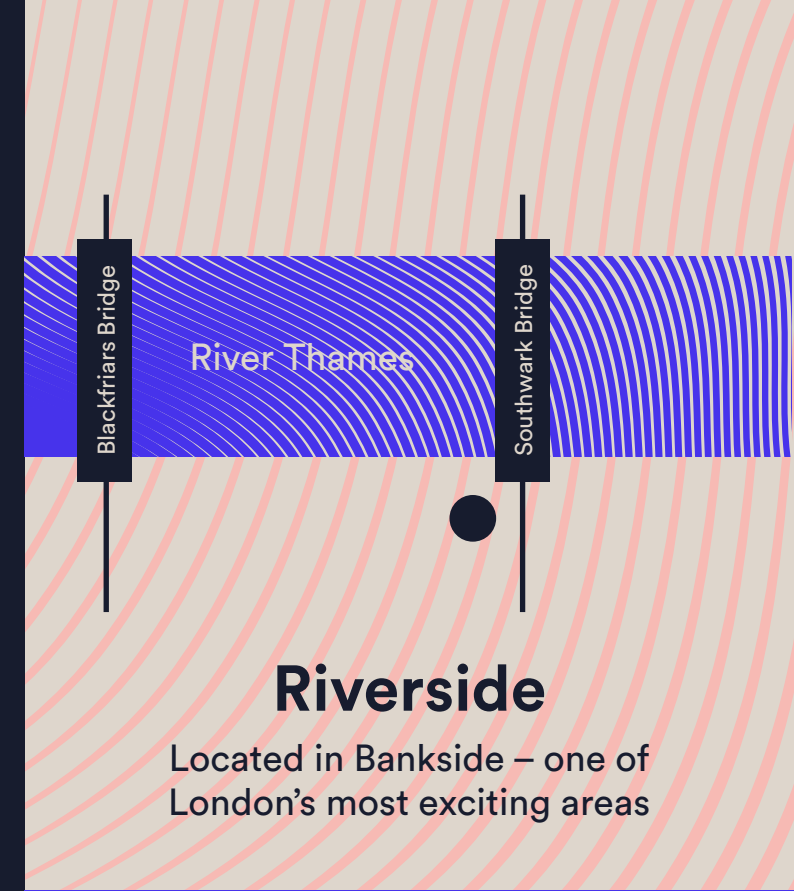 Blackfriars Bridge
River Thames
Southwark Bridge
Riverside
Located in Bankside – one of
London’s most exciting areas